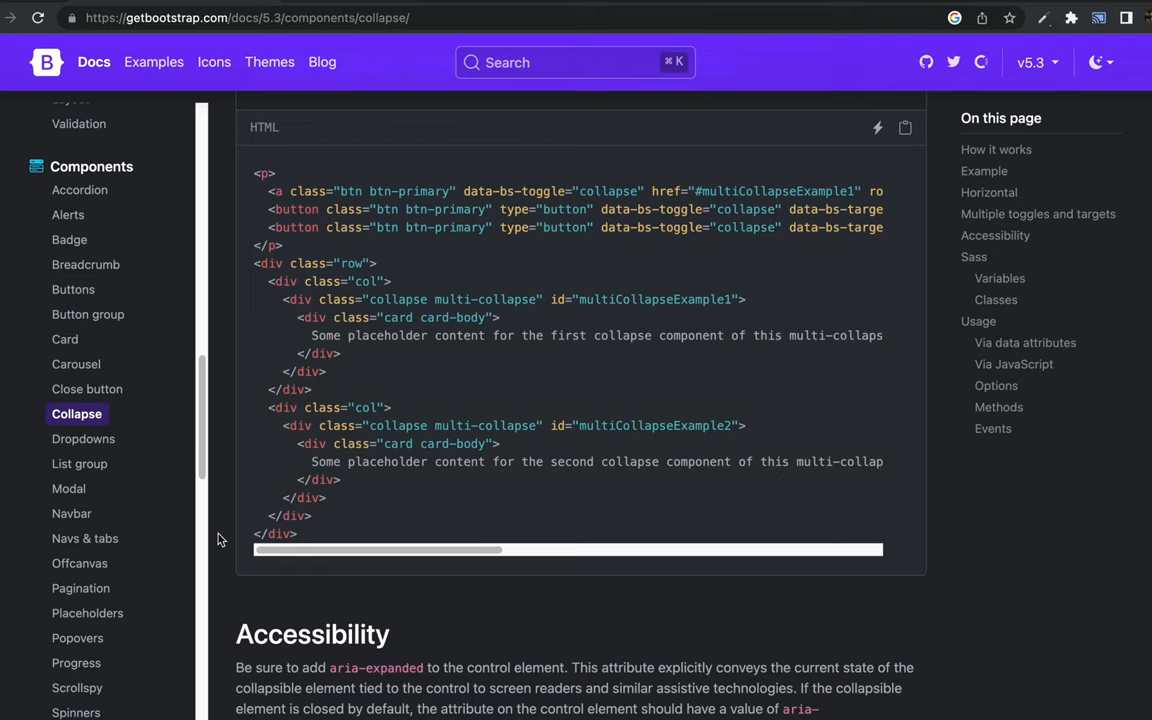 https://getbootstrap.com/docs/5.3/components/collapse/
B Docs Examples Icons Themes Blog
Search ⌘ K
v5.3
Layout
Validation
Components
Accordion
Alerts
Badge
Breadcrumb
Buttons
Button group
Card
Carousel
Close button
Collapse
Dropdowns
List group
Modal
Navbar
Navs & tabs
Offcanvas
Pagination
Placeholders
Popovers
Progress
Scrollspy
Spinners
HTML
<p>
<a class="btn btn-primary" data-bs-toggle="collapse" href="#multiCollapseExample1" ro
<button class="btn btn-primary" type="button" data-bs-toggle="collapse" data-bs-targe
<button class="btn btn-primary" type="button" data-bs-toggle="collapse" data-bs-targe
</p>
<div class="row">
<div class="col">
<div class="collapse multi-collapse" id="multiCollapseExample1">
<div class="card card-body">
Some placeholder content for the first collapse component of this multi-collaps
</div>
</div>
</div>
<div class="col">
<div class="collapse multi-collapse" id="multiCollapseExample2">
<div class="card card-body">
Some placeholder content for the second collapse component of this multi-collap
</div>
</div>
</div>
</div>
Accessibility
Be sure to add aria-expanded to the control element. This attribute explicitly conveys the current state of the
collapsible element tied to the control to screen readers and similar assistive technologies. If the collapsible
element is closed by default, the attribute on the control element should have a value of aria-
On this page
How it works
Example
Horizontal
Multiple toggles and targets
Accessibility
Sass
Variables
Classes
Usage
Via data attributes
Via JavaScript
Options
Methods
Events